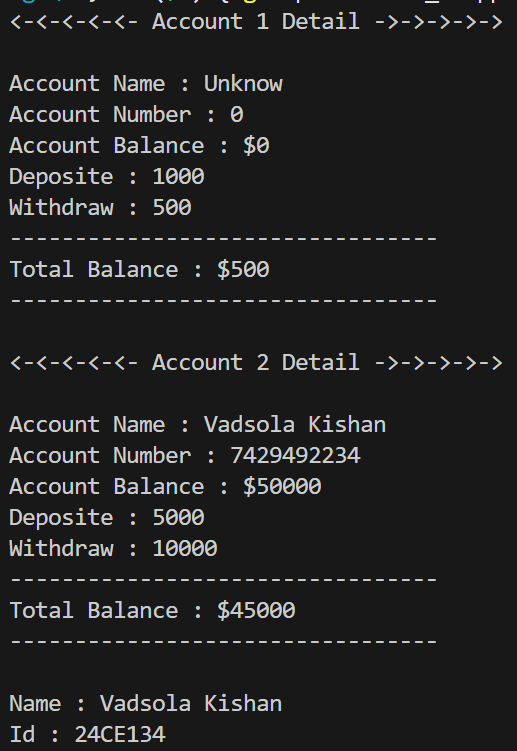 <-<-<-<-<- Account 1 Detail ->->->->->
Account Name : Unknow
Account Number : 0
Account Balance : $0
Deposite : 1000
Withdraw : 500
---------------------------------
Total Balance : $500
---------------------------------
<-<-<-<-<- Account 2 Detail ->->->->->
Account Name : Vadsola Kishan
Account Number : 7429492234
Account Balance : $50000
Deposite : 5000
Withdraw : 10000
---------------------------------
Total Balance : $45000
---------------------------------
Name : Vadsola Kishan
Id : 24CE134